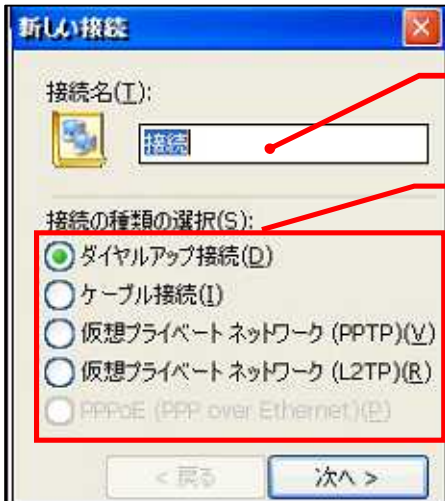 新しい接続
接続名(T):
接続
接続の種類の選択(S):
ダイヤルアップ接続(D)
ケーブル接続(I)
仮想プライベート ネットワーク (PPTP)(V)
仮想プライベート ネットワーク (L2TP)(R)
PPPoE (PPP over Ethernet)(P)
< 戻る
次へ >